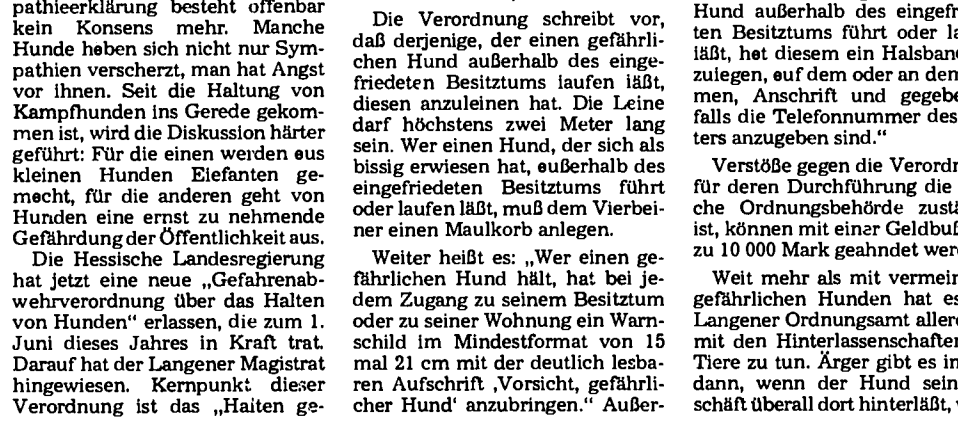 pathieerklärung besteht offenbar
kein Konsens mehr. Manche
Hunde haben sich nicht nur Sym-
pathien verscherzt, man hat Angst
vor ihnen. Seit die Haltung von
Kampfhunden ins Gerede gekom-
men ist, wird die Diskussion härter
geführt: Für die einen werden aus
kleinen Hunden Elefanten ge-
macht, für die anderen geht von
Hunden eine ernst zu nehmende
Gefährdung der Öffentlichkeit aus.
Die Hessische Landesregierung
hat jetzt eine neue „Gefahrenab-
wehrverordnung über das Halten
von Hunden“ erlassen, die zum 1.
Juni dieses Jahres in Kraft trat.
Darauf hat der Langener Magistrat
hingewiesen. Kernpunkt dieser
Verordnung ist das „Halten ge-
Die Verordnung schreibt vor,
daß derjenige, der einen gefährli-
chen Hund außerhalb des einge-
friedeten Besitztums laufen läßt,
diesen anzuleinen hat. Die Leine
darf höchstens zwei Meter lang
sein. Wer einen Hund, der sich als
bissig erwiesen hat, außerhalb des
eingefriedeten Besitztums führt
oder laufen läßt, muß dem Vierbei-
ner einen Maulkorb anlegen.
Weiter heißt es: „Wer einen ge-
fährlichen Hund hält, hat bei je-
dem Zugang zu seinem Besitztum
oder zu seiner Wohnung ein Warn-
schild im Mindestformat von 15
mal 21 cm mit der deutlich lesba-
ren Aufschrift ‚Vorsicht, gefährli-
cher Hund‘ anzubringen.“ Außer-
Hund außerhalb des eingefr
ten Besitztums führt oder la
läßt, hat diesem ein Halsban
zulegen, auf dem oder an dem
men, Anschrift und gegebe
falls die Telefonnummer des
ters anzugeben sind.“
Verstöße gegen die Verord
für deren Durchführung die
che Ordnungsbehörde zustä
ist, können mit einer Geldbuß
zu 10 000 Mark geahndet wer
Weit mehr als mit vermein
gefährlichen Hunden hat es
Langener Ordnungsamt aller
mit den Hinterlassenschaften
Tiere zu tun. Ärger gibt es in
dann, wenn der Hund sein
schäft überall dort hinterläßt,